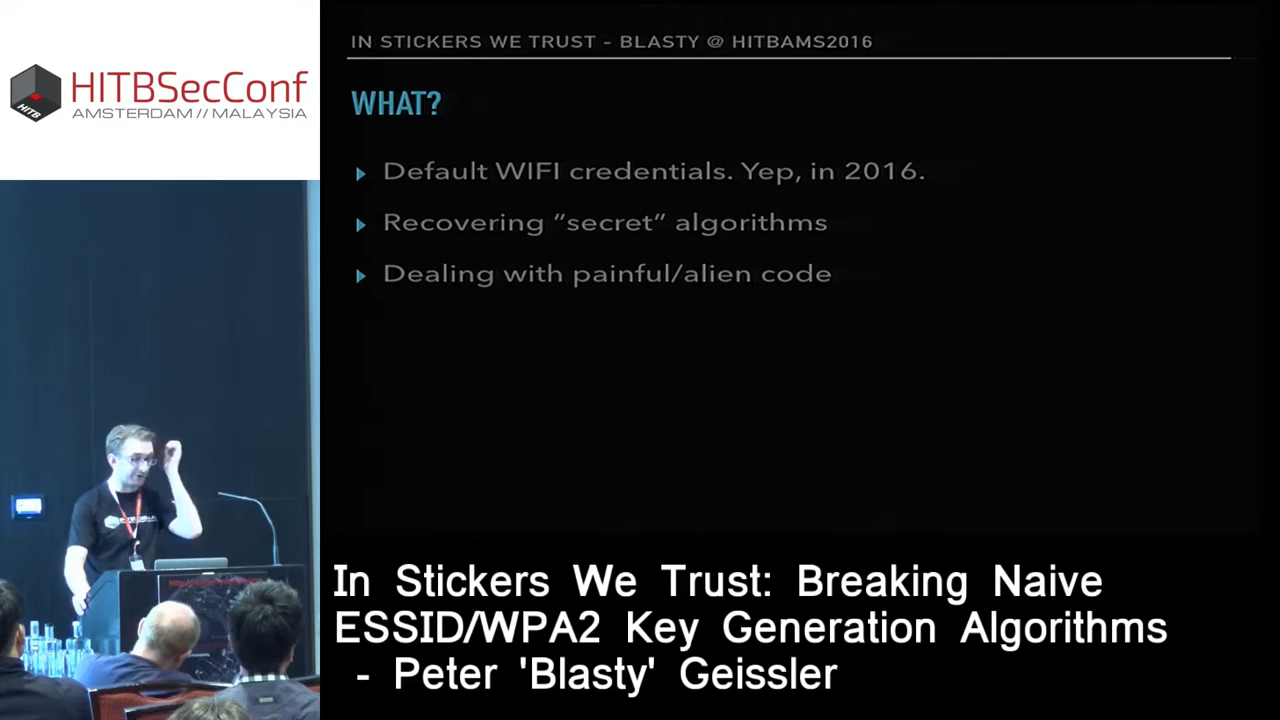 HITBSecConf
AMSTERDAM // MALAYSIA
HITB
IN STICKERS WE TRUST - BLASTY @ HITBAMS2016
WHAT?
Default WIFI credentials. Yep, in 2016.
Recovering “secret” algorithms
Dealing with painful/alien code
In Stickers We Trust: Breaking Naive
ESSID/WPA2 Key Generation Algorithms
- Peter 'Blasty' Geissler